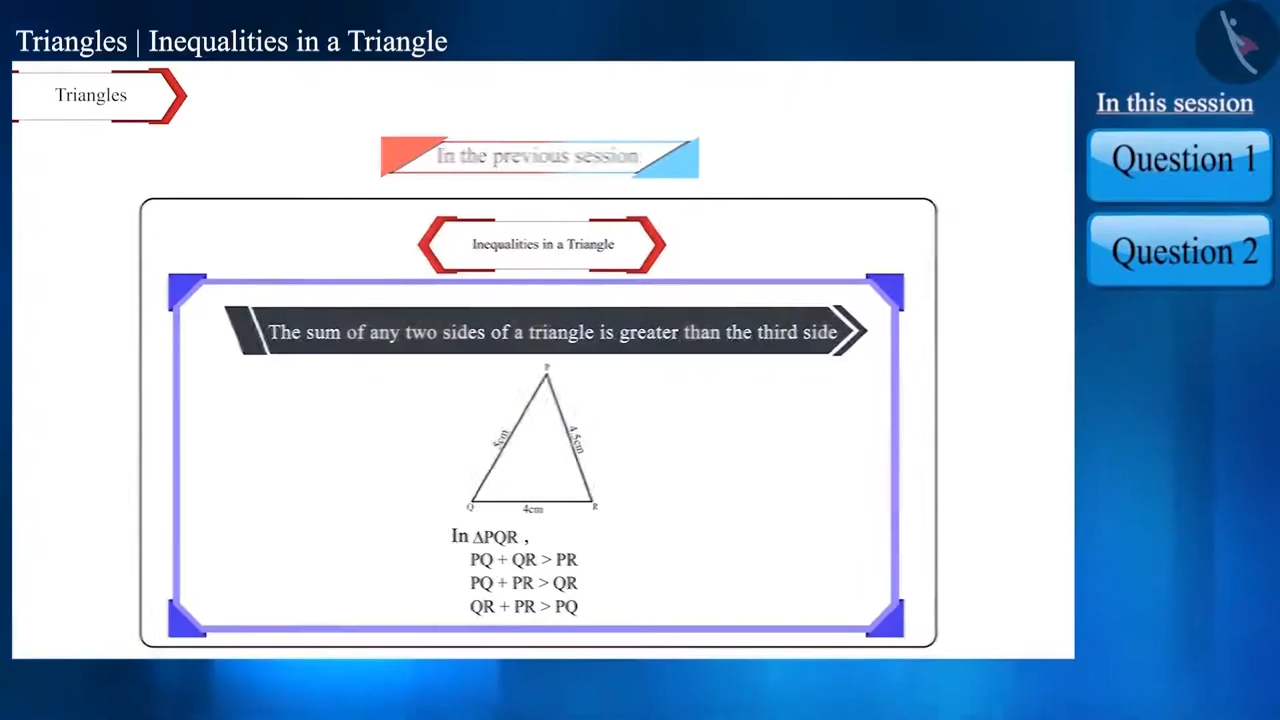 Triangles | Inequalities in a Triangle
Triangles
In the previous session
Inequalities in a Triangle
The sum of any two sides of a triangle is greater than the third side
P
5cm
4.5cm
Q
4cm
R
In ΔPQR ,
PQ + QR > PR
PQ + PR > QR
QR + PR > PQ
In this session
Question 1
Question 2